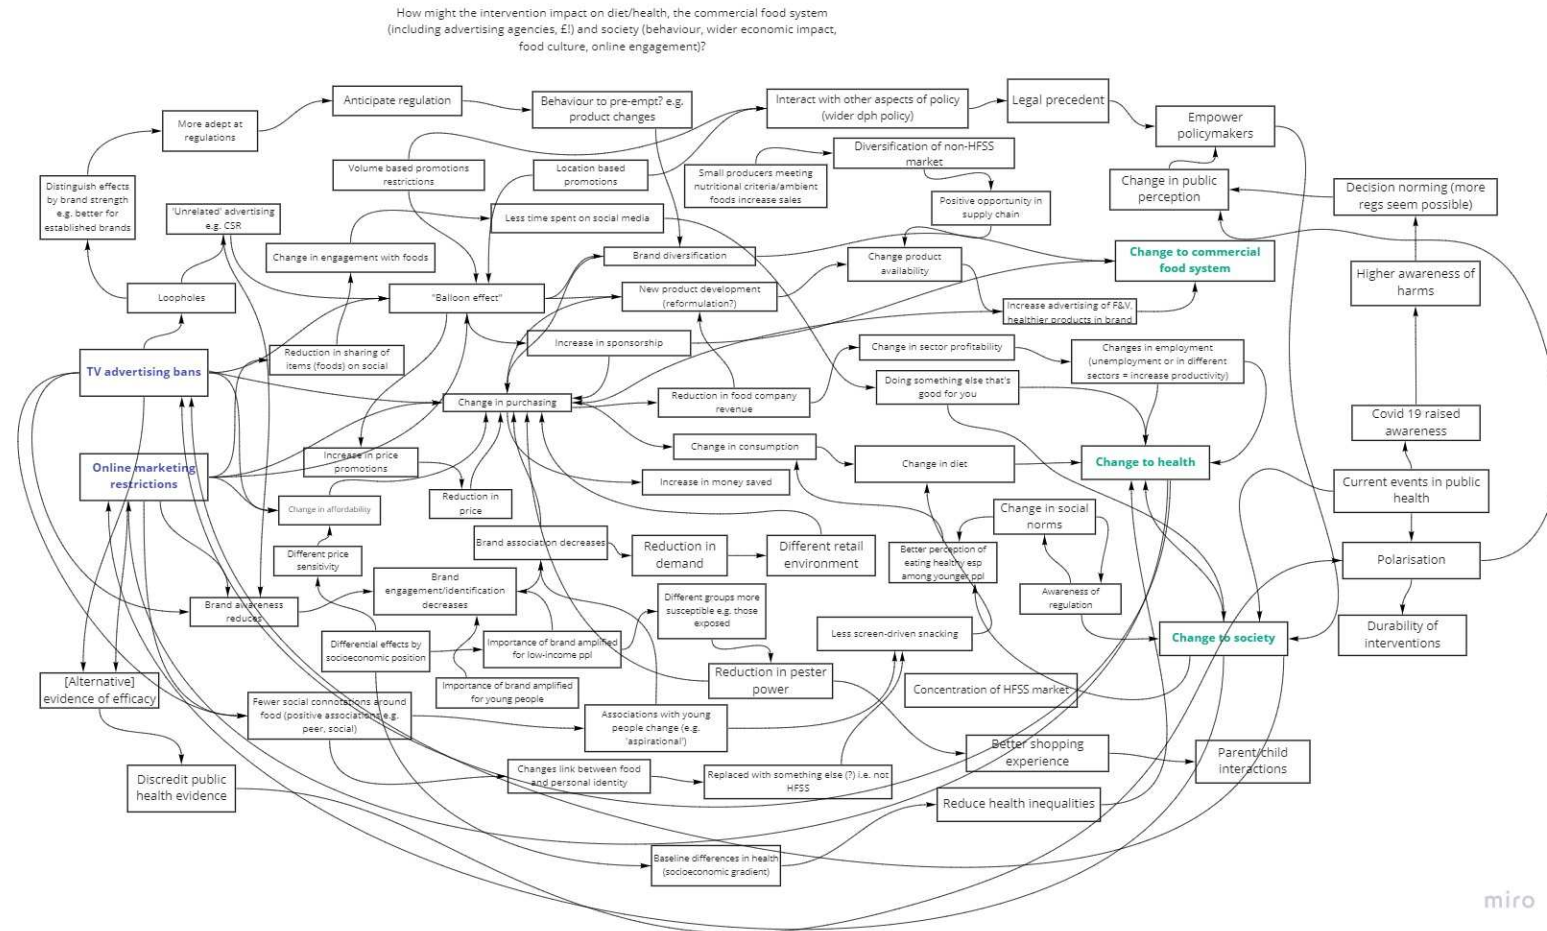 How might the intervention impact on diet/health, the commercial food system
(including advertising agencies, £!) and society (behaviour, wider economic impact,
food culture, online engagement)?
Anticipate regulation
Behaviour to pre-empt? e.g.
product changes
Interact with other aspects of policy
(wider dph policy)
Legal precedent
Empower
policymakers
More adept at
regulations
Volume based promotions
restrictions
Location based
promotions
Small producers meeting
nutritional criteria/ambient
foods increase sales
Diversification of non-HFSS
market
Positive opportunity in
supply chain
Change in public
perception
Decision norming (more
regs seem possible)
Distinguish effects
by brand strength
e.g. better for
established brands
'Unrelated' advertising
e.g. CSR
Less time spent on social media
Change in engagement with foods
Brand diversification
Change product
availability
Change to commercial
food system
Higher awareness of
harms
Loopholes
"Balloon effect"
New product development
(reformulation?)
Increase advertising of F&V,
healthier products in brand
Increase in sponsorship
Reduction in sharing of
items (foods) on social
TV advertising bans
Change in sector profitability
Changes in employment
(unemployment or in different
sectors = increase productivity)
Doing something else that's
good for you
Change in purchasing
Reduction in food company
revenue
Covid 19 raised
awareness
Online marketing
restrictions
Increase in price
promotions
Change in consumption
Change in diet
Change to health
Increase in money saved
Current events in public
health
Reduction in
price
Change in affordability
Change in social
norms
Different price
sensitivity
Brand association decreases
Reduction in
demand
Different retail
environment
Better perception of
eating healthy esp
among younger ppl
Polarisation
Brand
engagement/identification
decreases
Awareness of
regulation
Brand awareness
reduces
Different groups more
susceptible e.g. those
exposed
Differential effects by
socioeconomic position
Importance of brand amplified
for low-income ppl
Less screen-driven snacking
Change to society
Durability of
interventions
[Alternative]
evidence of efficacy
Importance of brand amplified
for young people
Reduction in pester
power
Concentration of HFSS market
Fewer social connotations around
food (positive associations e.g.
peer, social)
Associations with young
people change (e.g.
'aspirational')
Better shopping
experience
Parent/child
interactions
Discredit public
health evidence
Changes link between food
and personal identity
Replaced with something else (?) i.e. not
HFSS
Reduce health inequalities
Baseline differences in health
(socioeconomic gradient)
miro